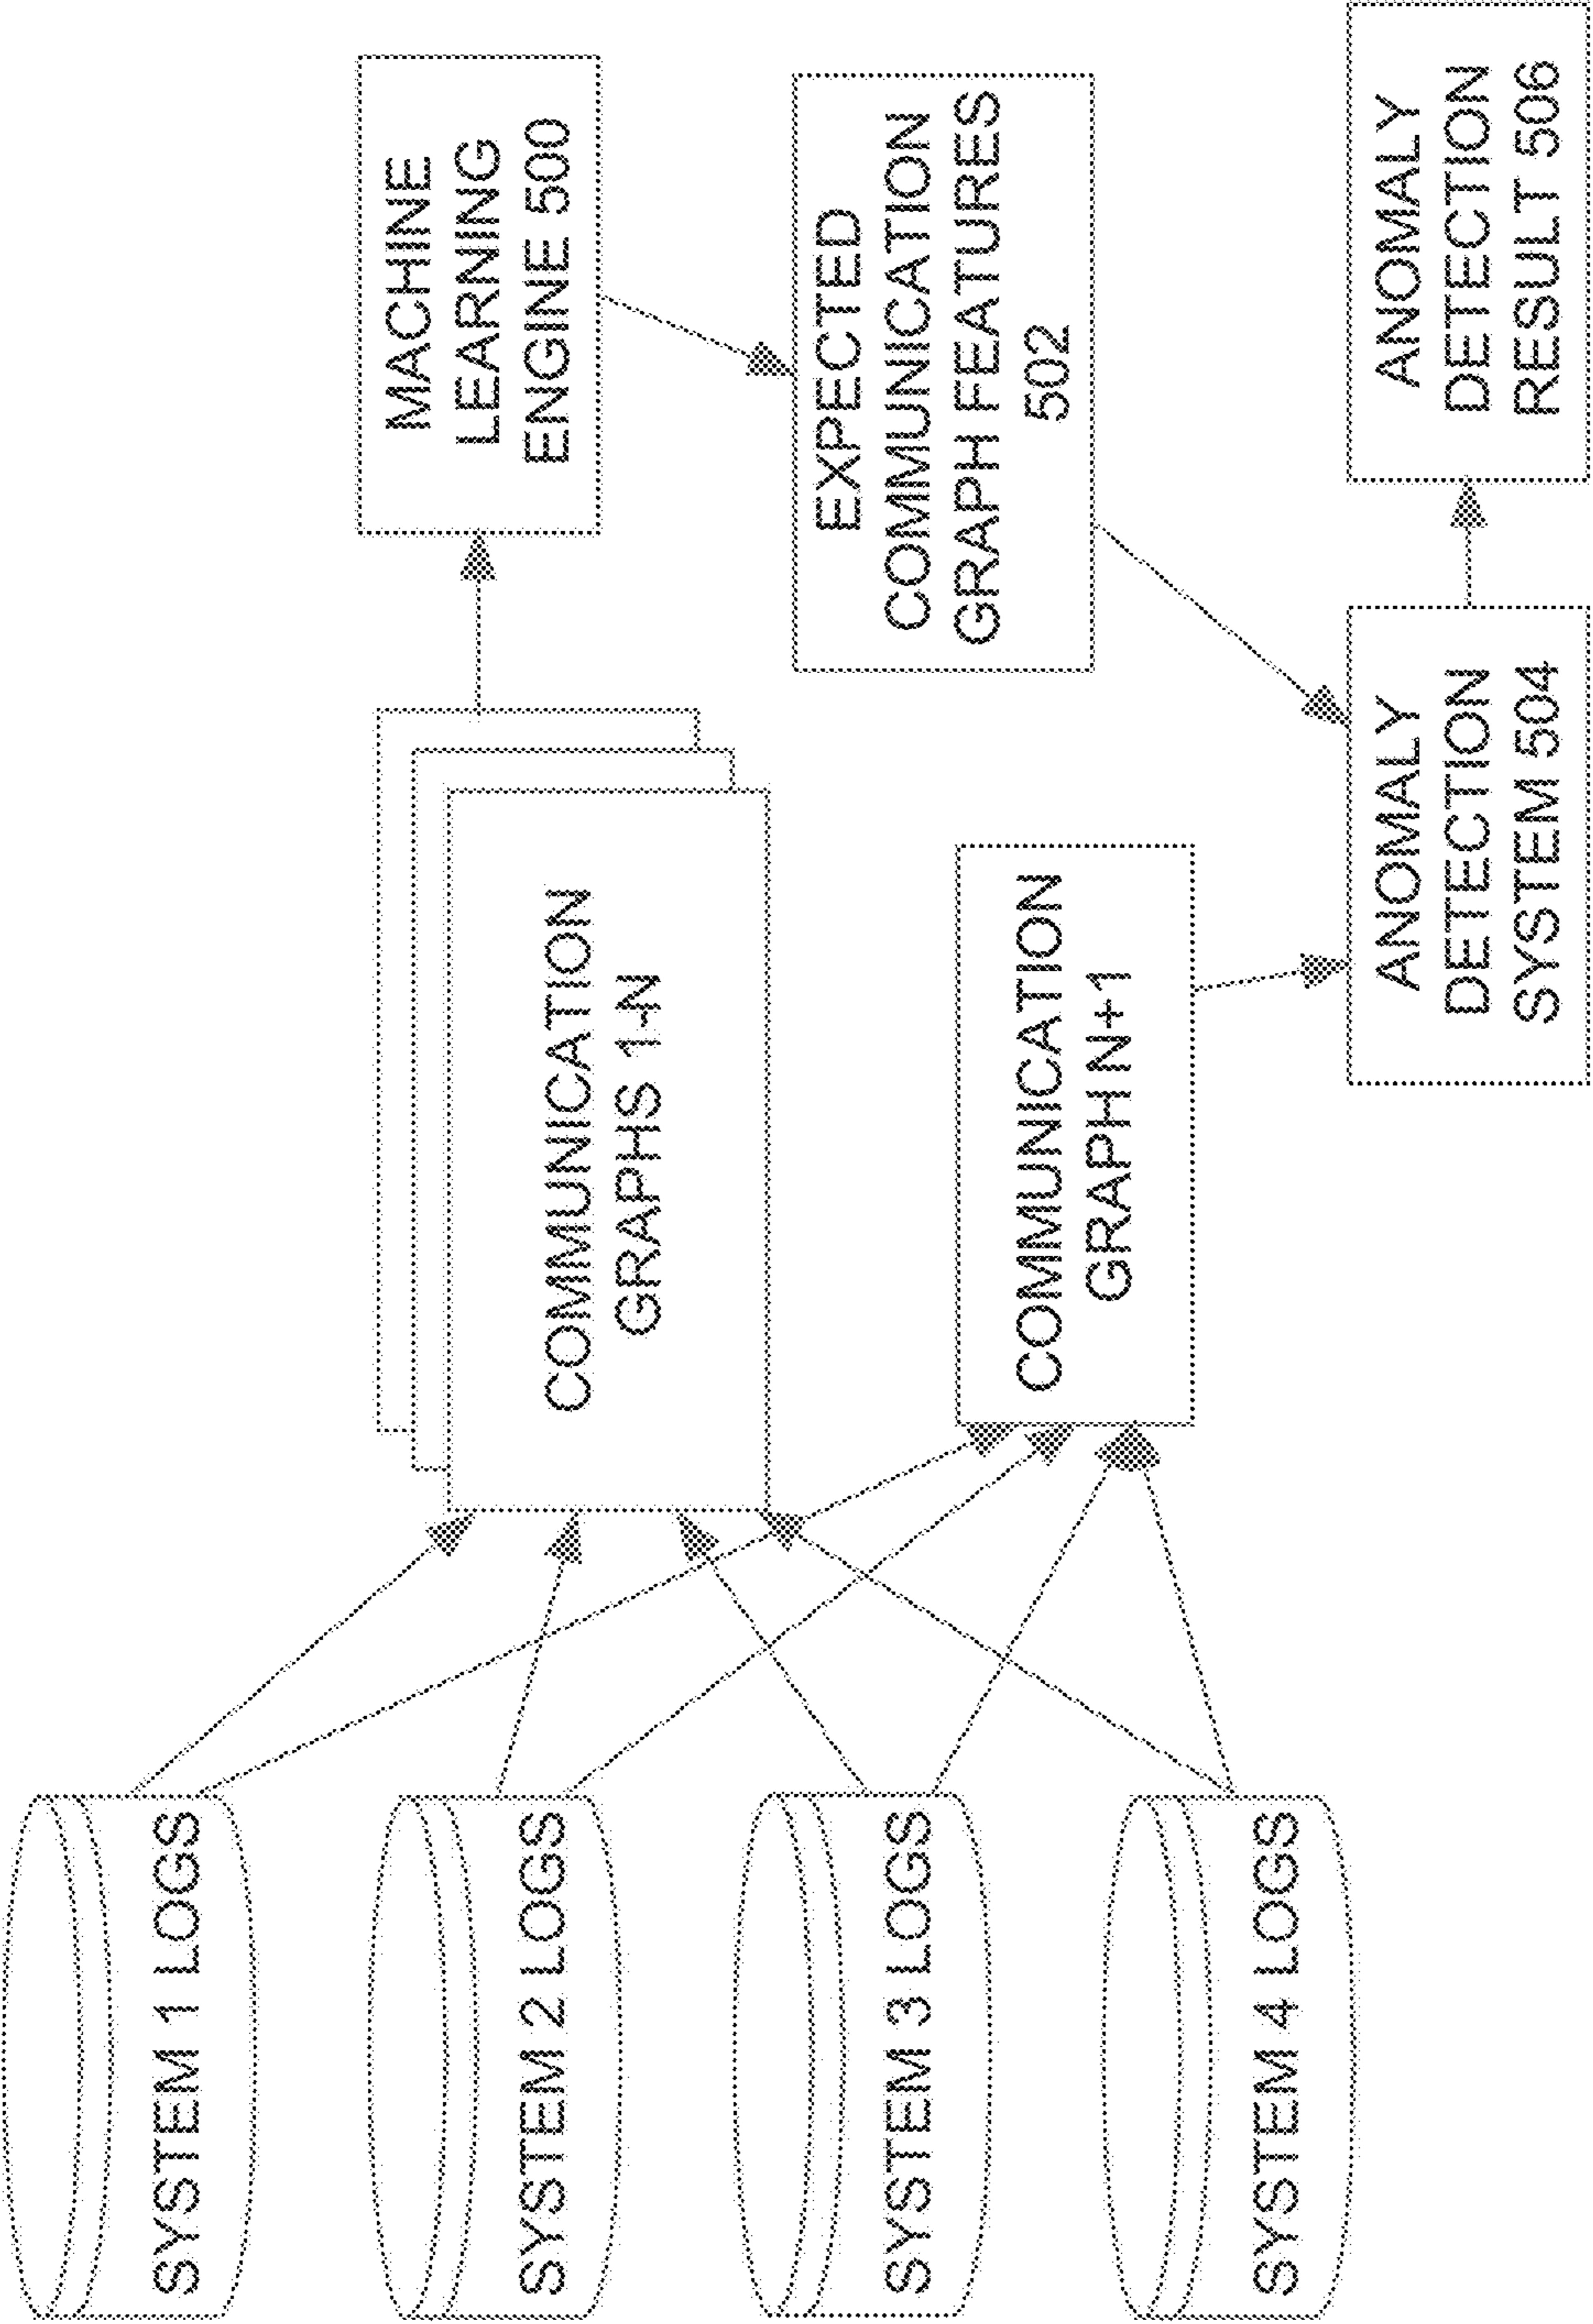 SYSTEM 1 LOGS
SYSTEM 2 LOGS
SYSTEM 3 LOGS
SYSTEM 4 LOGS
COMMUNICATION
GRAPHS 1-N
COMMUNICATION
GRAPH N+1
MACHINE
LEARNING
ENGINE 500
EXPECTED
COMMUNICATION
GRAPH FEATURES
502
ANOMALY
DETECTION
SYSTEM 504
ANOMALY
DETECTION
RESULT 506